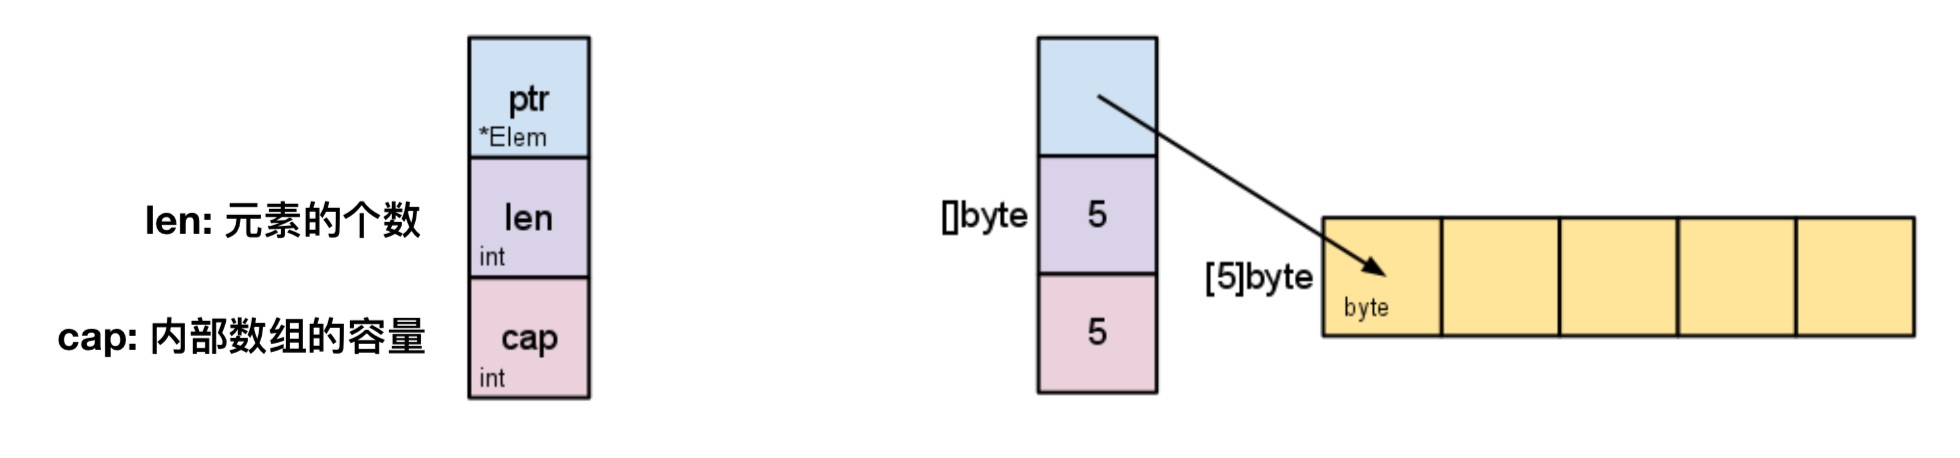 ptr
*Elem
len: 元素的个数
len
int
cap: 内部数组的容量
cap
int
[]byte
5
5
[5]byte
byte